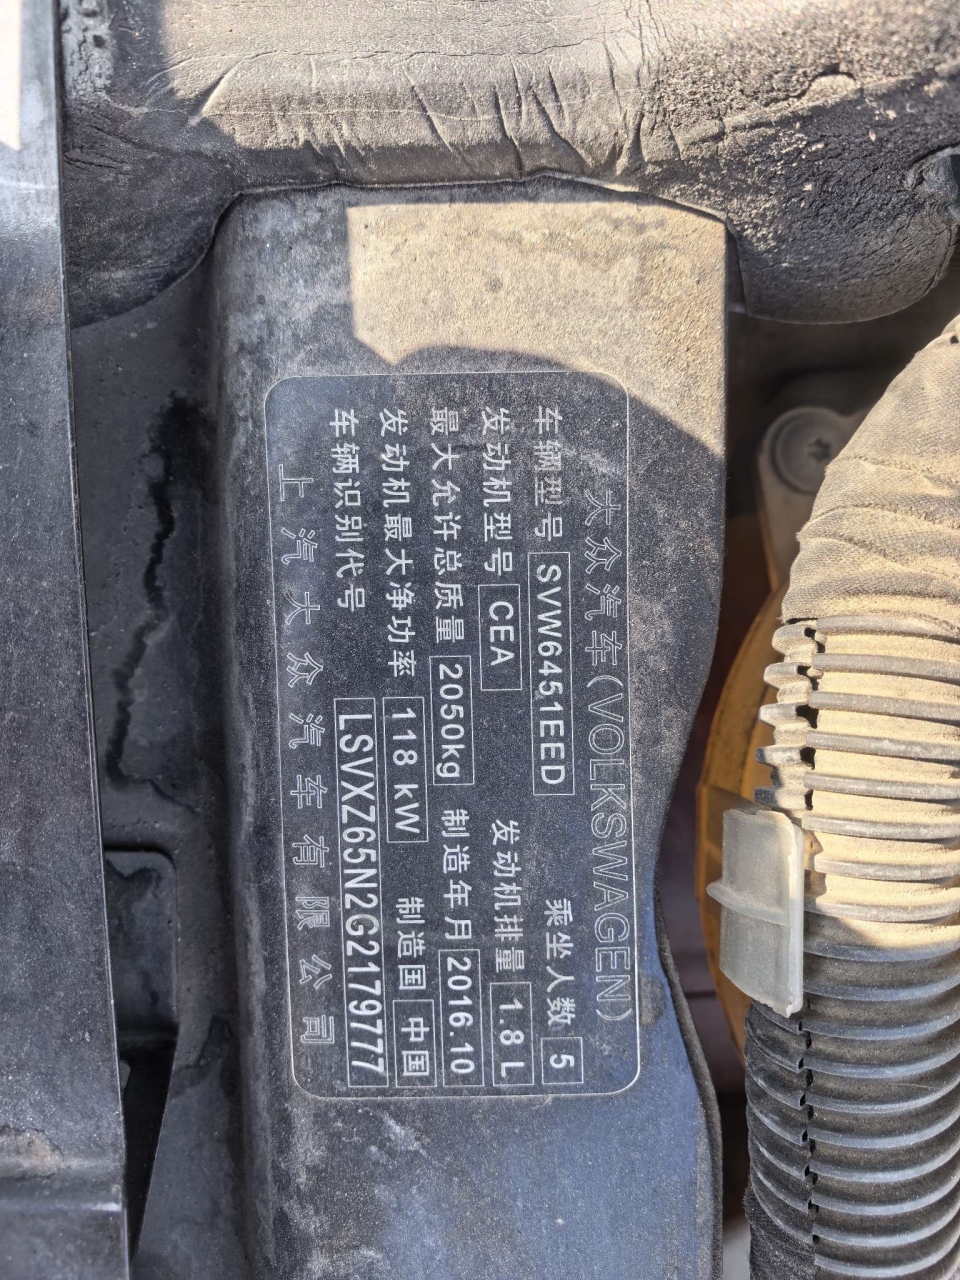 大众汽车(VOLKSWAGEN)
车辆型号 SVW6451EED 乘坐人数 5
发动机型号 CEA 发动机排量 1.8L
最大允许总质量 2050kg 制造年月 2016.10
发动机最大净功率 118 kW 制造国 中国
车辆识别代号 LSVXZ65N2G2179777
上汽大众汽车有限公司